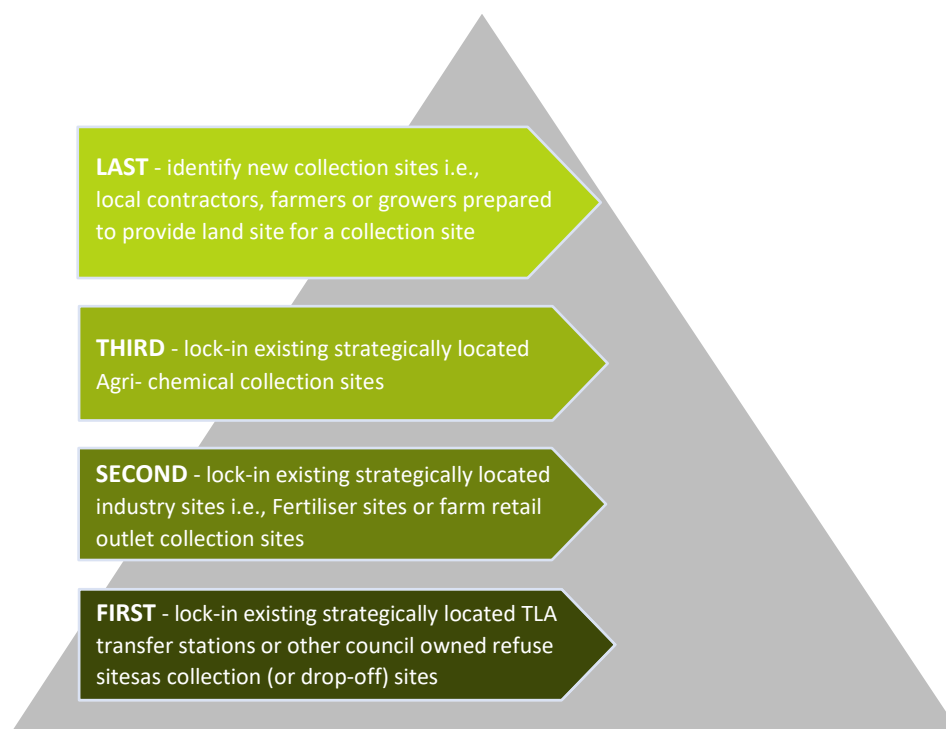 LAST - identify new collection sites i.e.,
local contractors, farmers or growers prepared
to provide land site for a collection site
THIRD - lock-in existing strategically located
Agri- chemical collection sites
SECOND - lock-in existing strategically located
industry sites i.e., Fertiliser sites or farm retail
outlet collection sites
FIRST - lock-in existing strategically located TLA
transfer stations or other council owned refuse
sitesas collection (or drop-off) sites